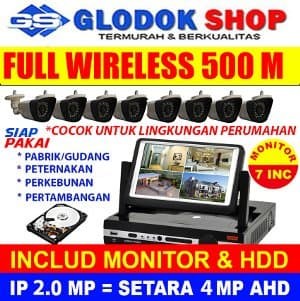 GS GLODOK SHOP
TERMURAH & BERKUALITAS
FULL WIRELESS 500 M
SIAP PAKAI
*COCOK UNTUK LINGKUNGAN PERUMAHAN
* PABRIK/GUDANG
* PETERNAKAN
* PERKEBUNAN
* PERTAMBANGAN
MONITOR
7 INC
INCLUD MONITOR & HDD
IP 2.0 MP = SETARA 4 MP AHD